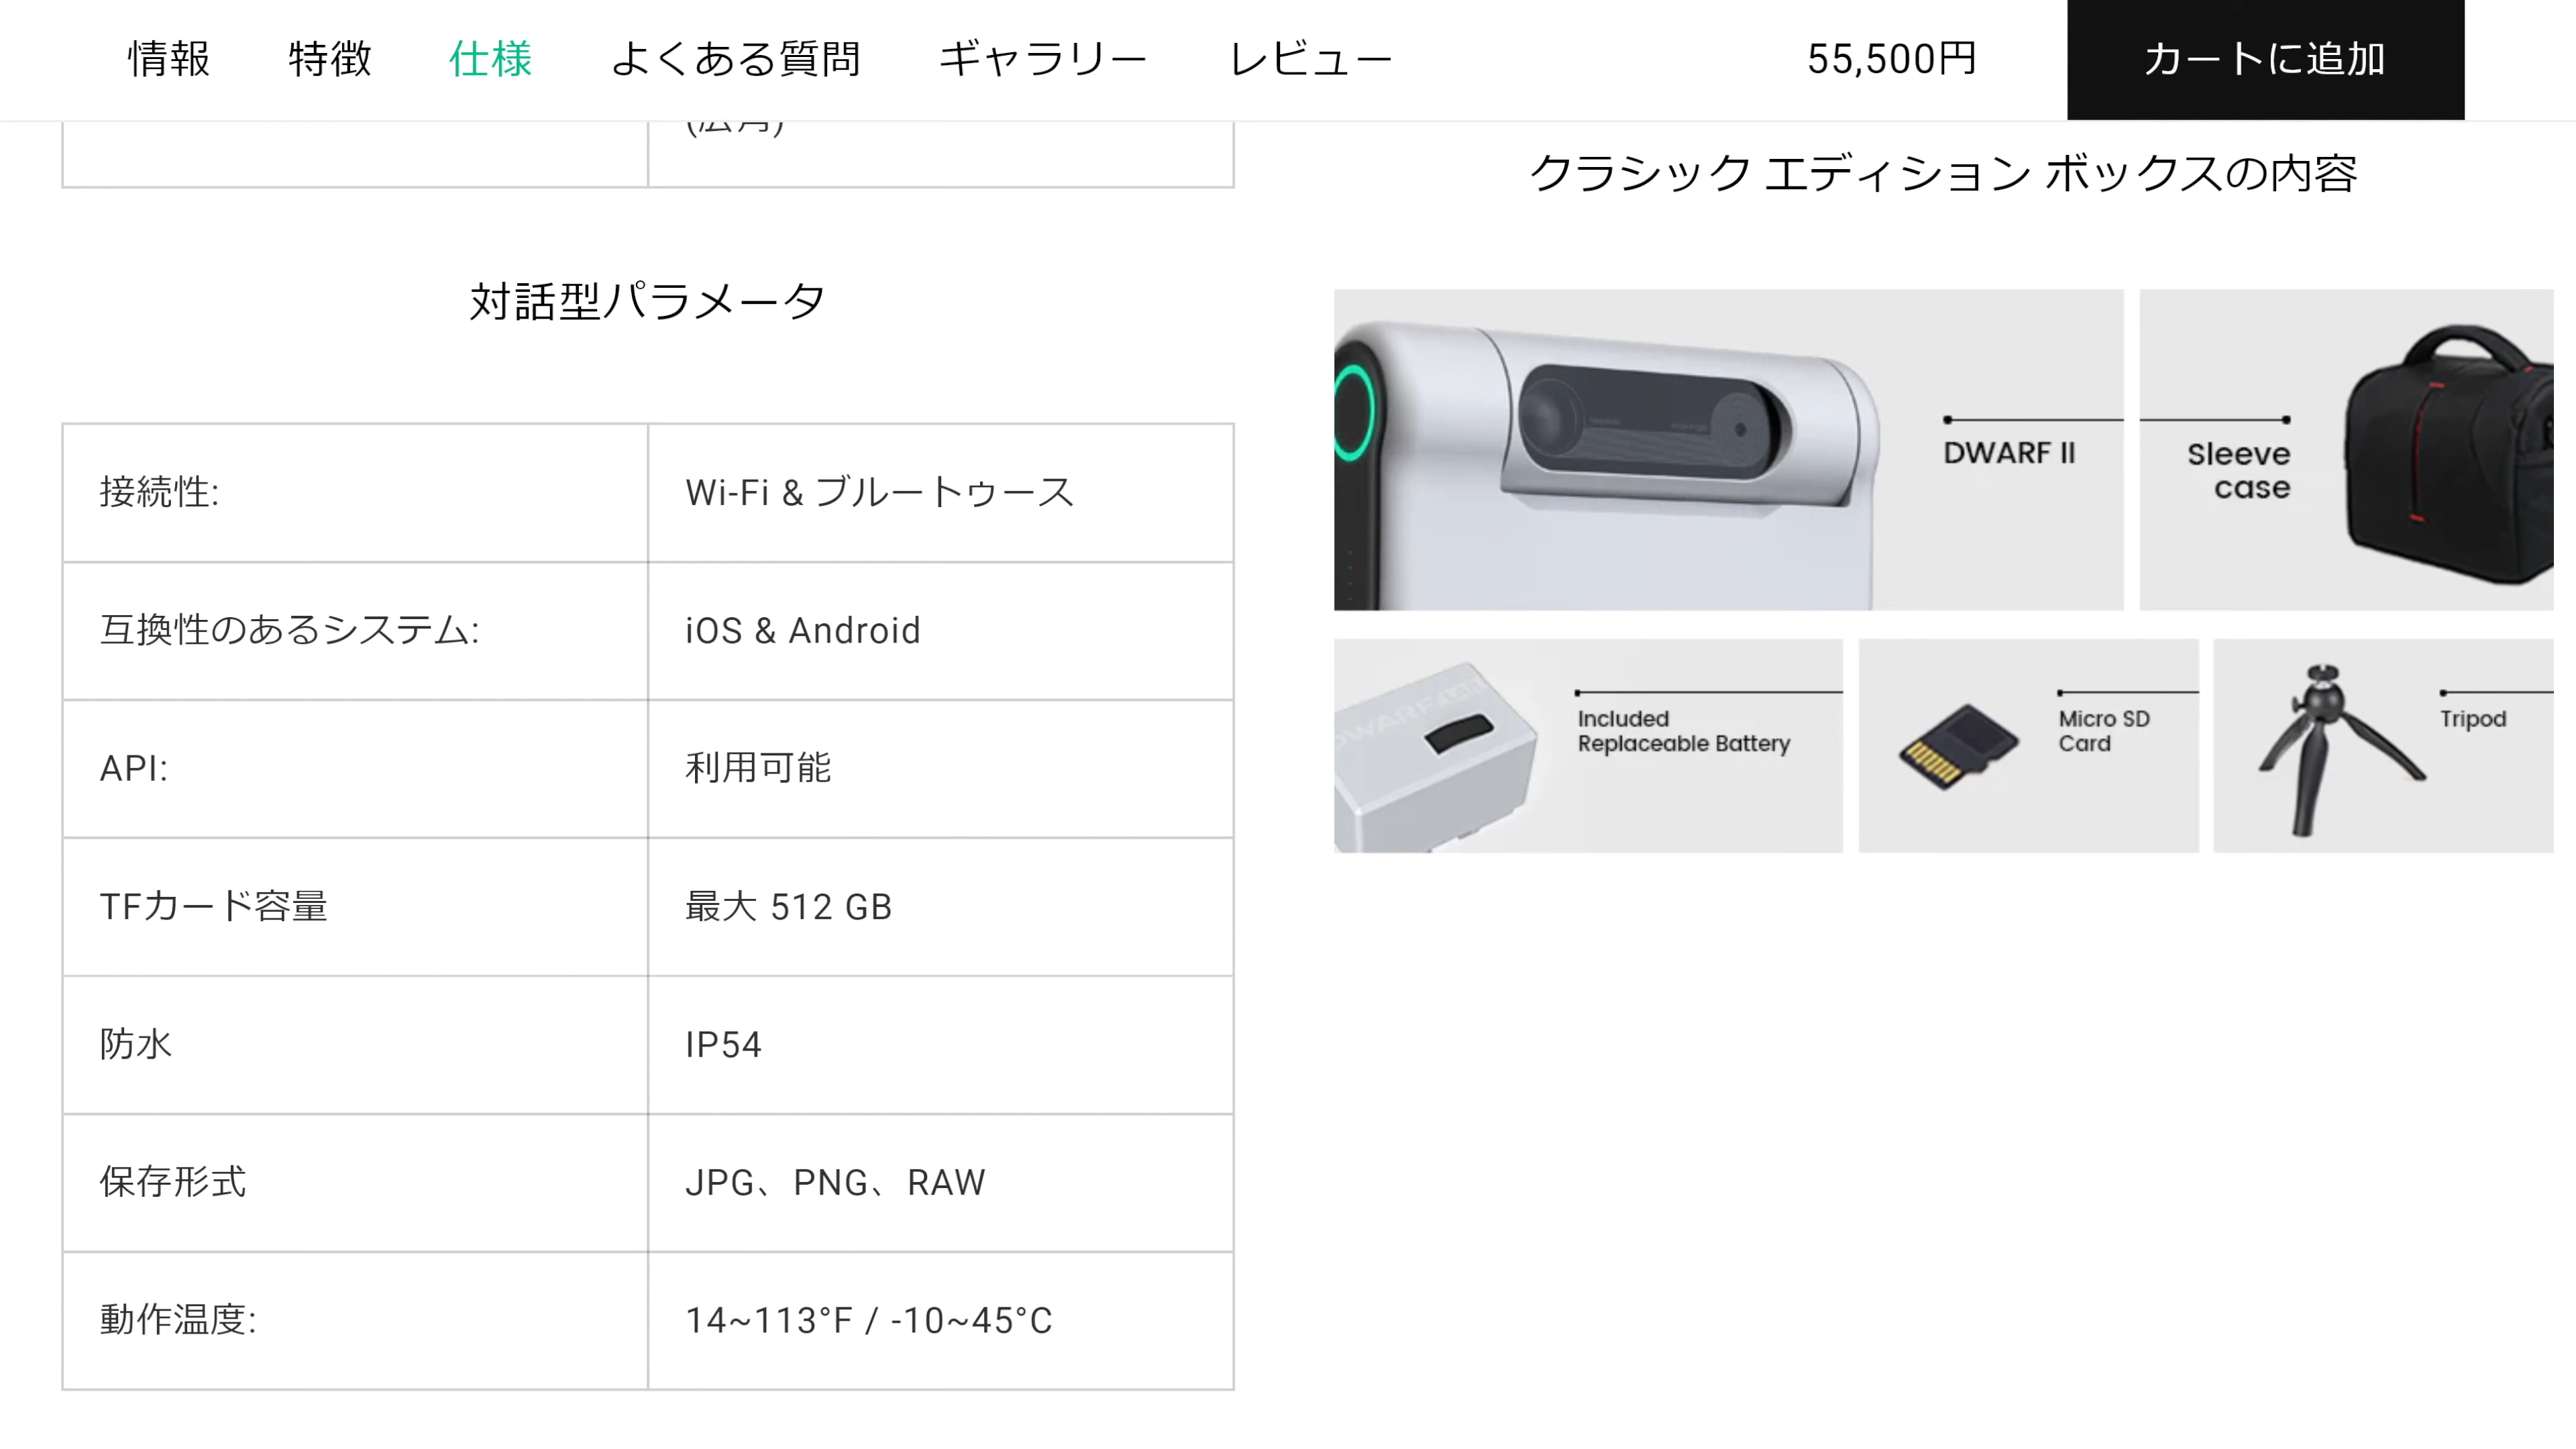 情報 特徴 仕様 よくある質問 ギャラリー レビュー 55,500円 カートに追加
(広角)
対話型パラメータ
接続性: Wi-Fi & ブルートゥース
互換性のあるシステム: iOS & Android
API: 利用可能
TFカード容量 最大 512 GB
防水 IP54
保存形式 JPG、PNG、RAW
動作温度: 14~113°F / -10~45°C
クラシック エディション ボックスの内容
DWARF II
Sleeve
case
Included
Replaceable Battery
Micro SD
Card
Tripod